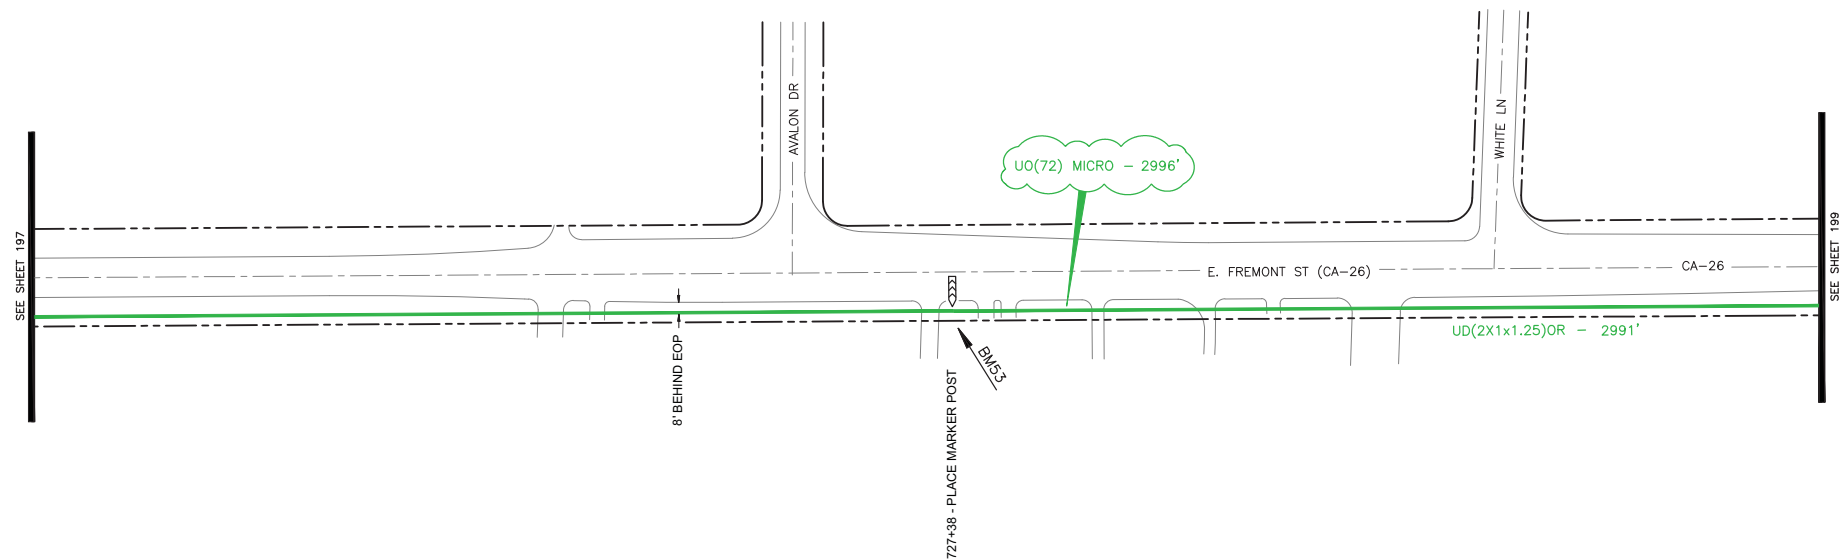 AVALON DR
WHITE LN
UO(72) MICRO - 2996'
SEE SHEET 197
SEE SHEET 199
E. FREMONT ST (CA-26)
CA-26
UD(2X1x1.25)OR - 2991'
8' BEHIND EOP
BM53
727+38 - PLACE MARKER POST